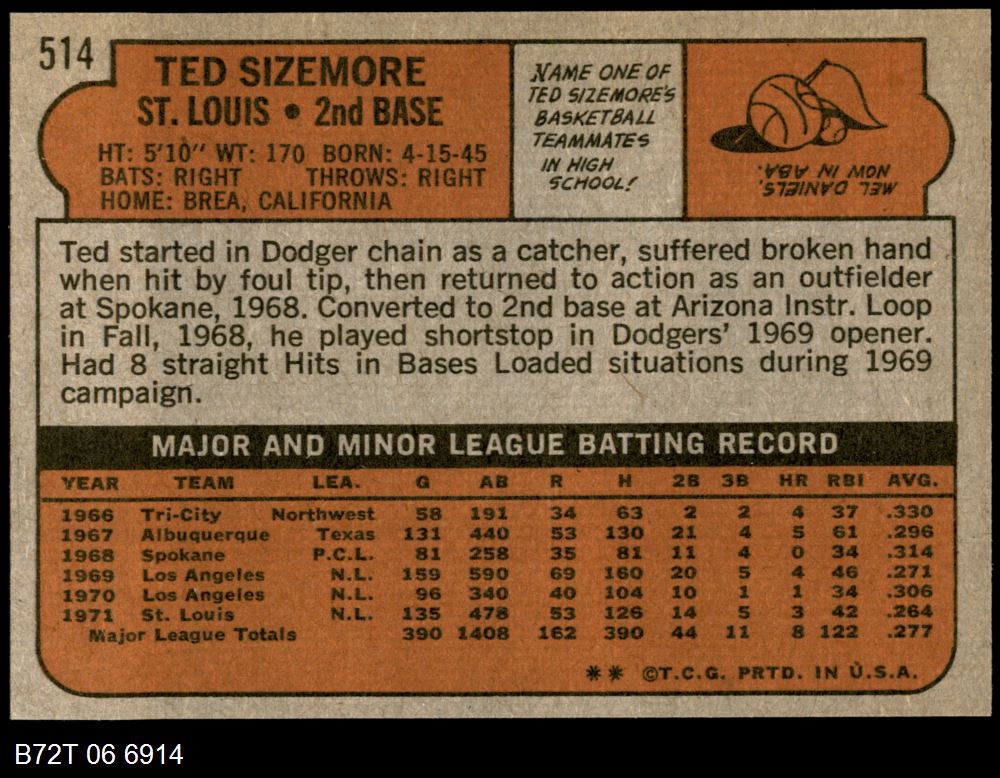 514
TED SIZEMORE
ST. LOUIS • 2nd BASE
HT: 5'10" WT: 170 BORN: 4-15-45
BATS: RIGHT THROWS: RIGHT
HOME: BREA, CALIFORNIA
NAME ONE OF
TED SIZEMORE'S
BASKETBALL
TEAMMATES
IN HIGH
SCHOOL!
MEL DANIELS,
NOW IN ABA.
Ted started in Dodger chain as a catcher, suffered broken hand
when hit by foul tip, then returned to action as an outfielder
at Spokane, 1968. Converted to 2nd base at Arizona Instr. Loop
in Fall, 1968, he played shortstop in Dodgers' 1969 opener.
Had 8 straight Hits in Bases Loaded situations during 1969
campaign.
MAJOR AND MINOR LEAGUE BATTING RECORD
YEAR TEAM LEA. G AB R H 2B 3B HR RBI AVG.
1966 Tri-City Northwest 58 191 34 63 2 2 4 37 .330
1967 Albuquerque Texas 131 440 53 130 21 4 5 61 .296
1968 Spokane P.C.L. 81 258 35 81 11 4 0 34 .314
1969 Los Angeles N.L. 159 590 69 160 20 5 4 46 .271
1970 Los Angeles N.L. 96 340 40 104 10 1 1 34 .306
1971 St. Louis N.L. 135 478 53 126 14 5 3 42 .264
Major League Totals 390 1408 162 390 44 11 8 122 .277
** ©T.C.G. PRTD. IN U.S.A.
B72T 06 6914